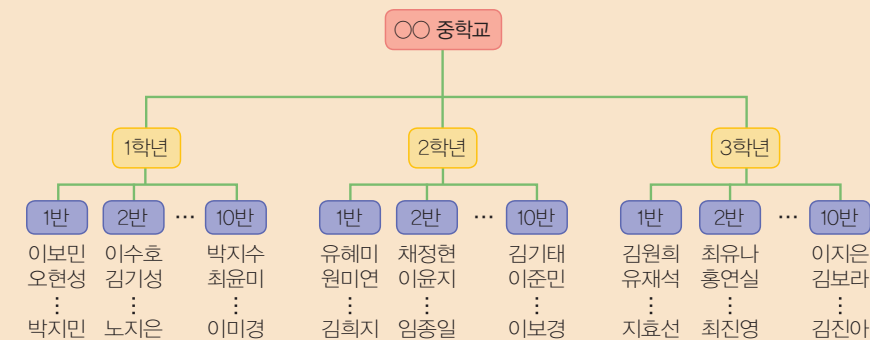 ○○ 중학교
1학년 2학년 3학년
1반 2반 … 10반 1반 2반 … 10반 1반 2반 … 10반
이보민 이수호 박지수 유혜미 채정현 김기태 김원희 최유나 이지은
오현성 김기성 최윤미 원미연 이윤지 이준민 유재석 홍연실 김보라
⋮ ⋮ ⋮ ⋮ ⋮ ⋮ ⋮ ⋮ ⋮
박지민 노지은 이미경 김희지 임종일 이보경 지효선 최진영 김진아